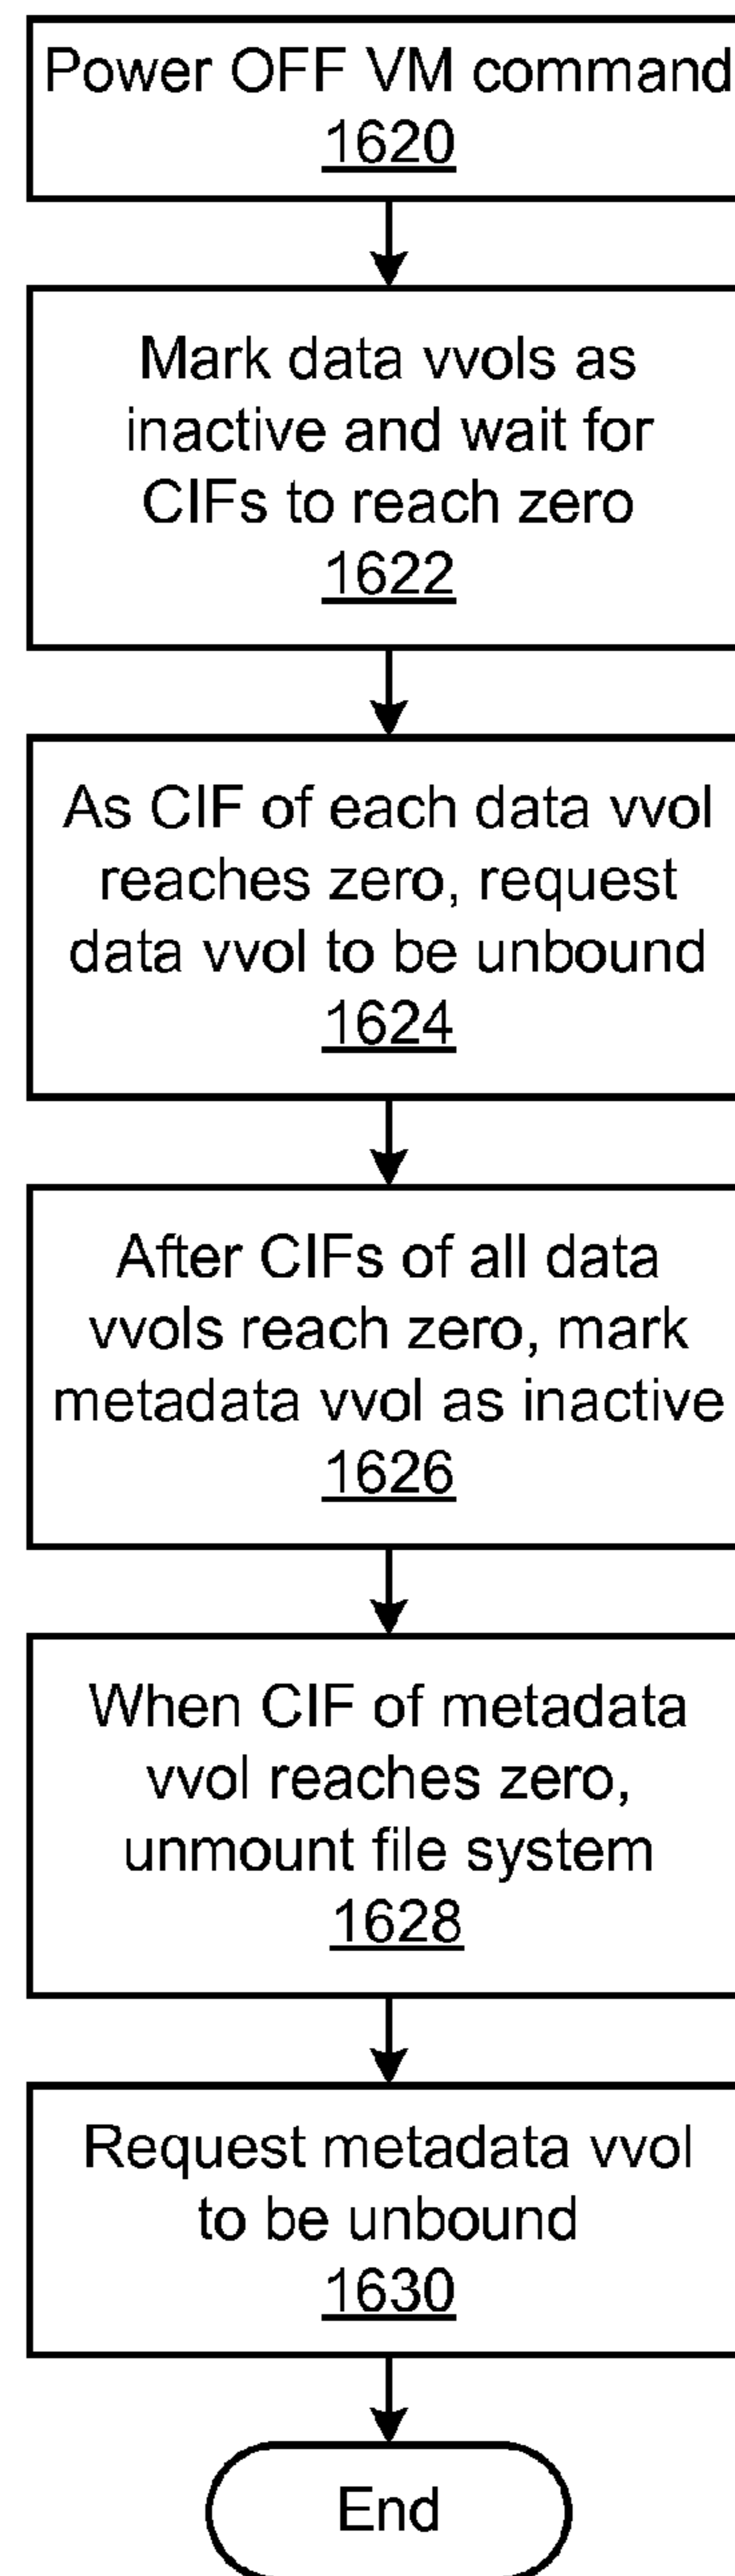 Power OFF VM command
1620
Mark data vvols as
inactive and wait for
CIFs to reach zero
1622
As CIF of each data vvol
reaches zero, request
data vvol to be unbound
1624
After CIFs of all data
vvols reach zero, mark
metadata vvol as inactive
1626
When CIF of metadata
vvol reaches zero,
unmount file system
1628
Request metadata vvol
to be unbound
1630
End